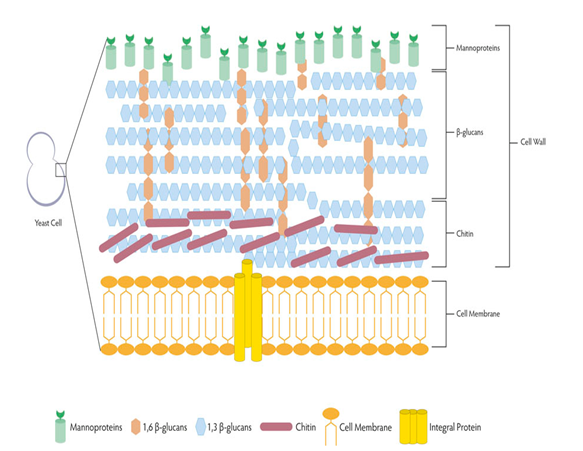 Mannoproteins
β-glucans
Cell Wall
Yeast Cell
Chitin
Cell Membrane
Mannoproteins
1,6 β-glucans
1,3 β-glucans
Chitin
Cell Membrane
Integral Protein